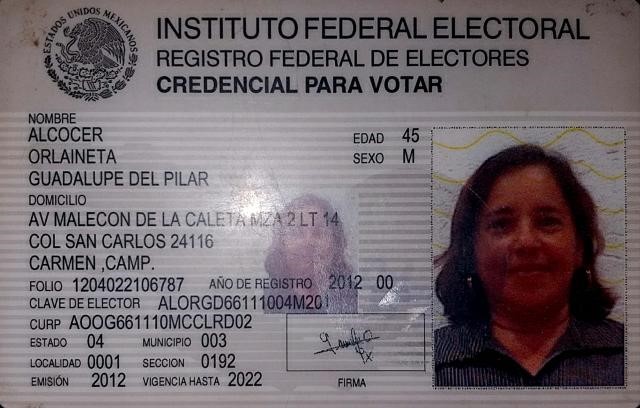 ESTADOS UNIDOS MEXICANOS
INSTITUTO FEDERAL ELECTORAL
REGISTRO FEDERAL DE ELECTORES
CREDENCIAL PARA VOTAR
NOMBRE
ALCOCER
ORLAINETA
GUADALUPE DEL PILAR
EDAD 45
SEXO M
DOMICILIO
AV MALECON DE LA CALETA MZA 2 LT 14
COL SAN CARLOS 24116
CARMEN ,CAMP.
FOLIO 1204022106787 AÑO DE REGISTRO 2012 00
CLAVE DE ELECTOR ALORGD66111004M201
CURP AOOG661110MCCLRD02
ESTADO 04 MUNICIPIO 003
LOCALIDAD 0001 SECCION 0192
EMISIÓN 2012 VIGENCIA HASTA 2022
FIRMA